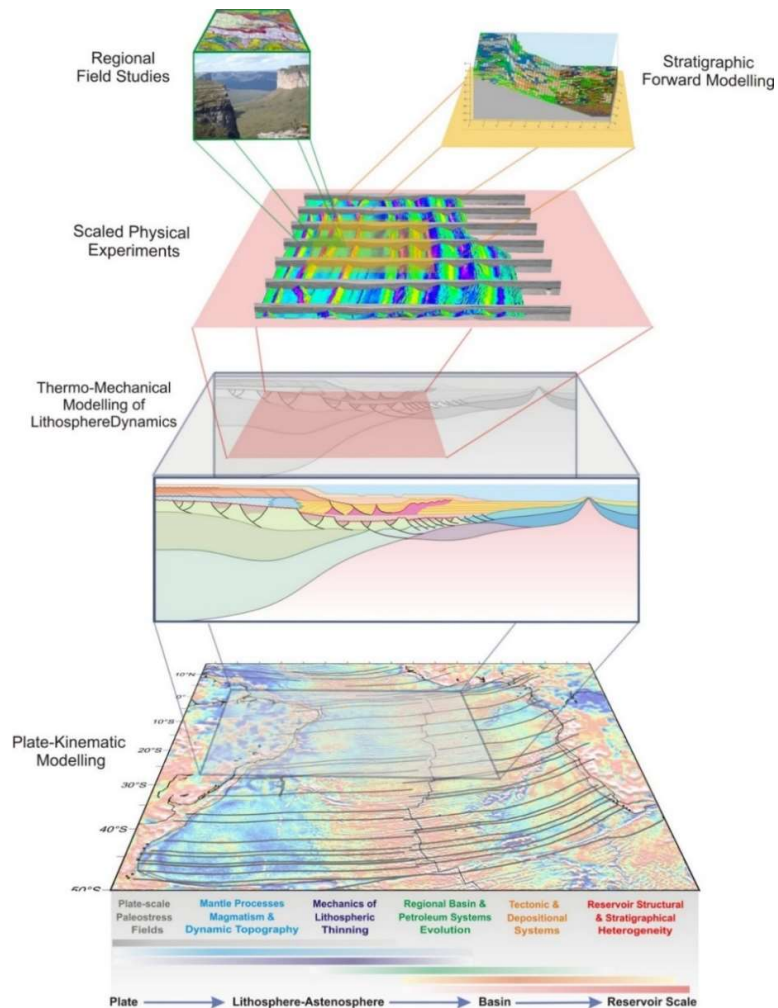 Regional
Field Studies
Stratigraphic
Forward Modelling
Scaled Physical
Experiments
Thermo-Mechanical
Modelling of
LithosphereDynamics
Plate-Kinematic
Modelling
10°N
0°
10°S
20°S
30°S
40°S
50°S
Plate-scale
Paleostress
Fields
Mantle Processes
Magmatism &
Dynamic Topography
Mechanics of
Lithospheric
Thinning
Regional Basin &
Petroleum Systems
Evolution
Tectonic &
Depositional
Systems
Reservoir Structural
& Stratigraphical
Heterogeneity
Plate Lithosphere-Astenosphere Basin Reservoir Scale